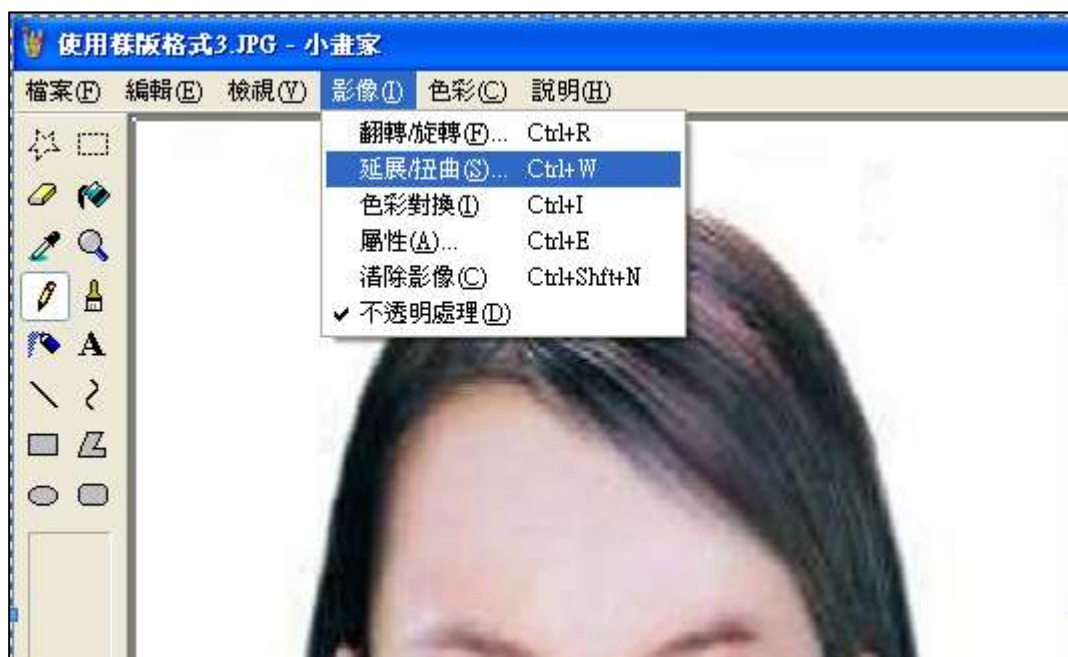 使用樣版格式3.JPG - 小畫家
檔案(F) 編輯(E) 檢視(V) 影像(I) 色彩(C) 說明(H)
翻轉/旋轉(F)... Ctrl+R
延展/扭曲(S)... Ctrl+W
色彩對換(I) Ctrl+I
屬性(A)... Ctrl+E
清除影像(C) Ctrl+Shft+N
✓ 不透明處理(D)
A